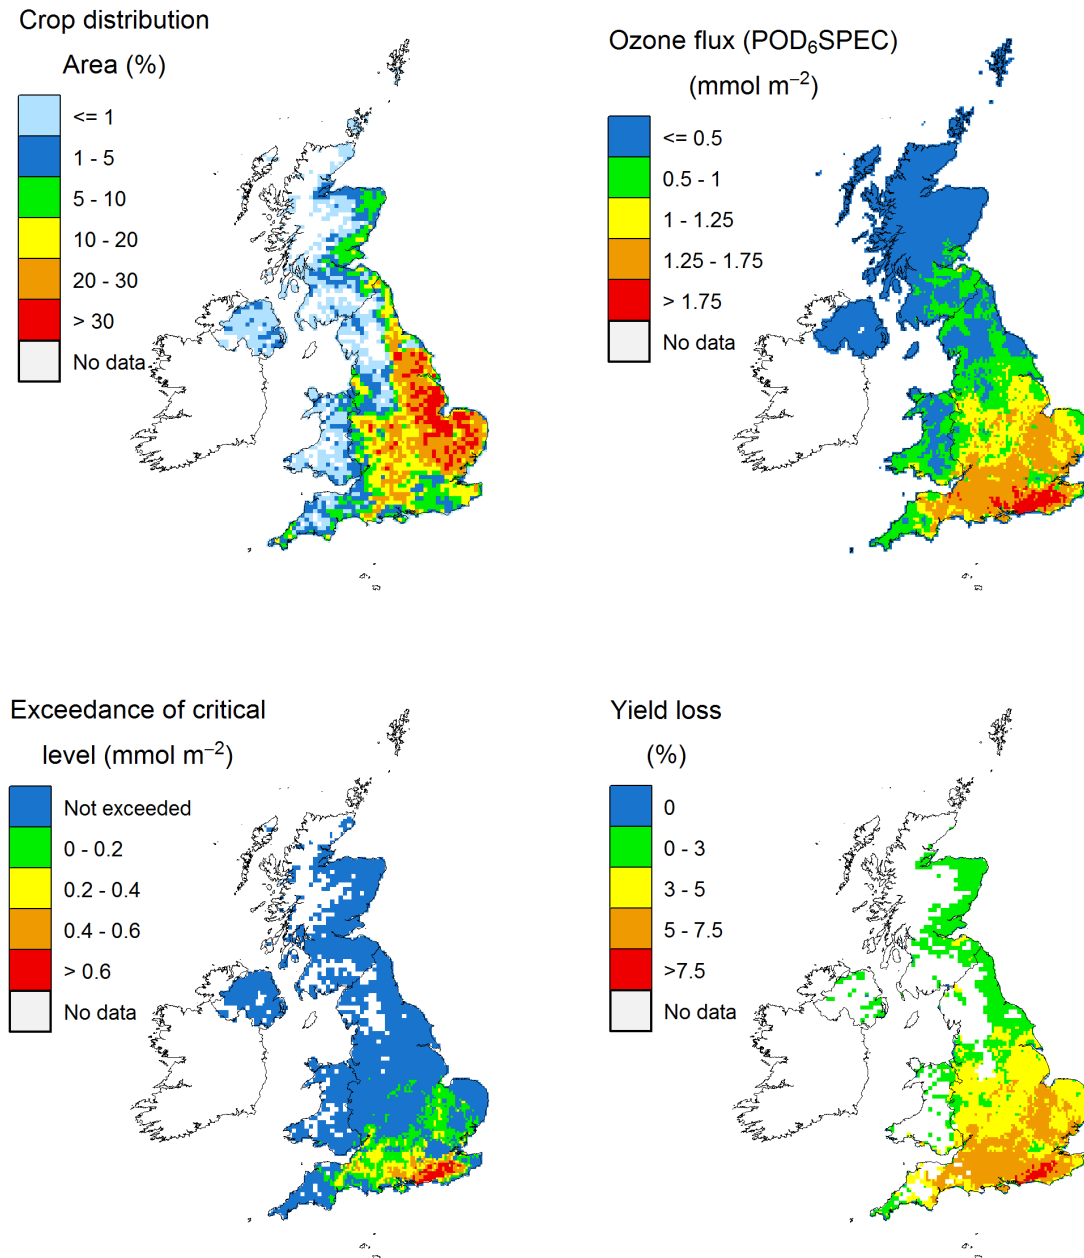 Crop distribution
Area (%)
<= 1
1 - 5
5 - 10
10 - 20
20 - 30
> 30
No data
Ozone flux (POD₆SPEC)
(mmol m⁻²)
<= 0.5
0.5 - 1
1 - 1.25
1.25 - 1.75
> 1.75
No data
Exceedance of critical
level (mmol m⁻²)
Not exceeded
0 - 0.2
0.2 - 0.4
0.4 - 0.6
> 0.6
No data
Yield loss
(%)
0
0 - 3
3 - 5
5 - 7.5
>7.5
No data